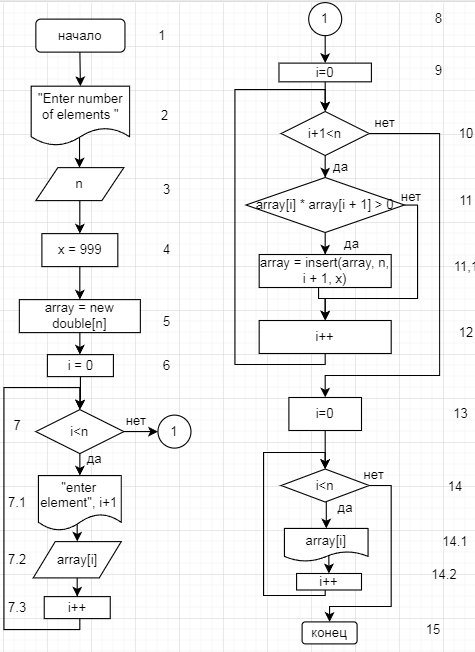 начало
1
"Enter number
of elements "
2
n
3
x = 999
4
array = new
double[n]
5
i = 0
6
7
i<n
нет
1
да
"enter
element", i+1
7.1
array[i]
7.2
i++
7.3
1
8
i=0
9
i+1<n
нет
10
да
array[i] * array[i + 1] > 0
нет
11
да
array = insert(array, n,
i + 1, x)
11,1
i++
12
i=0
13
i<n
нет
14
да
array[i]
14.1
i++
14.2
конец
15